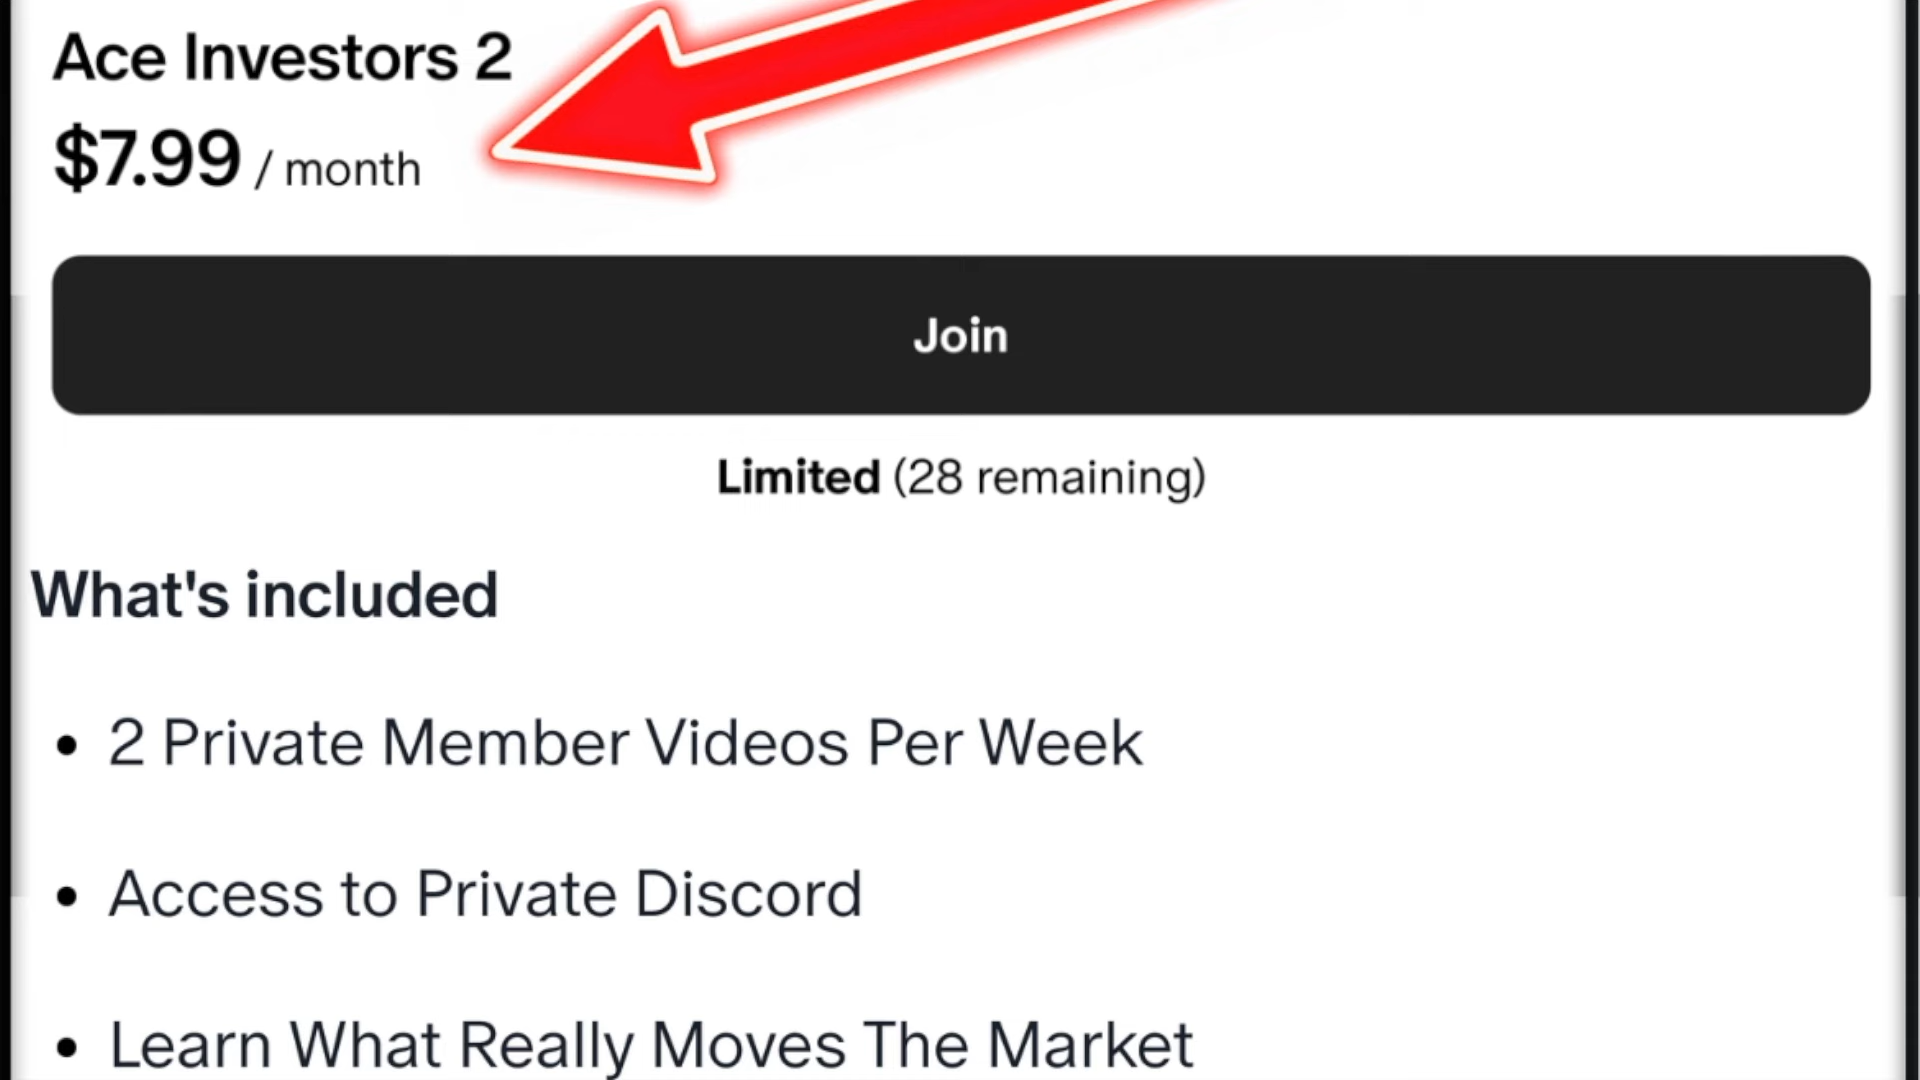 Ace Investors 2
$7.99 / month
Join
Limited (28 remaining)
What's included
• 2 Private Member Videos Per Week
• Access to Private Discord
• Learn What Really Moves The Market